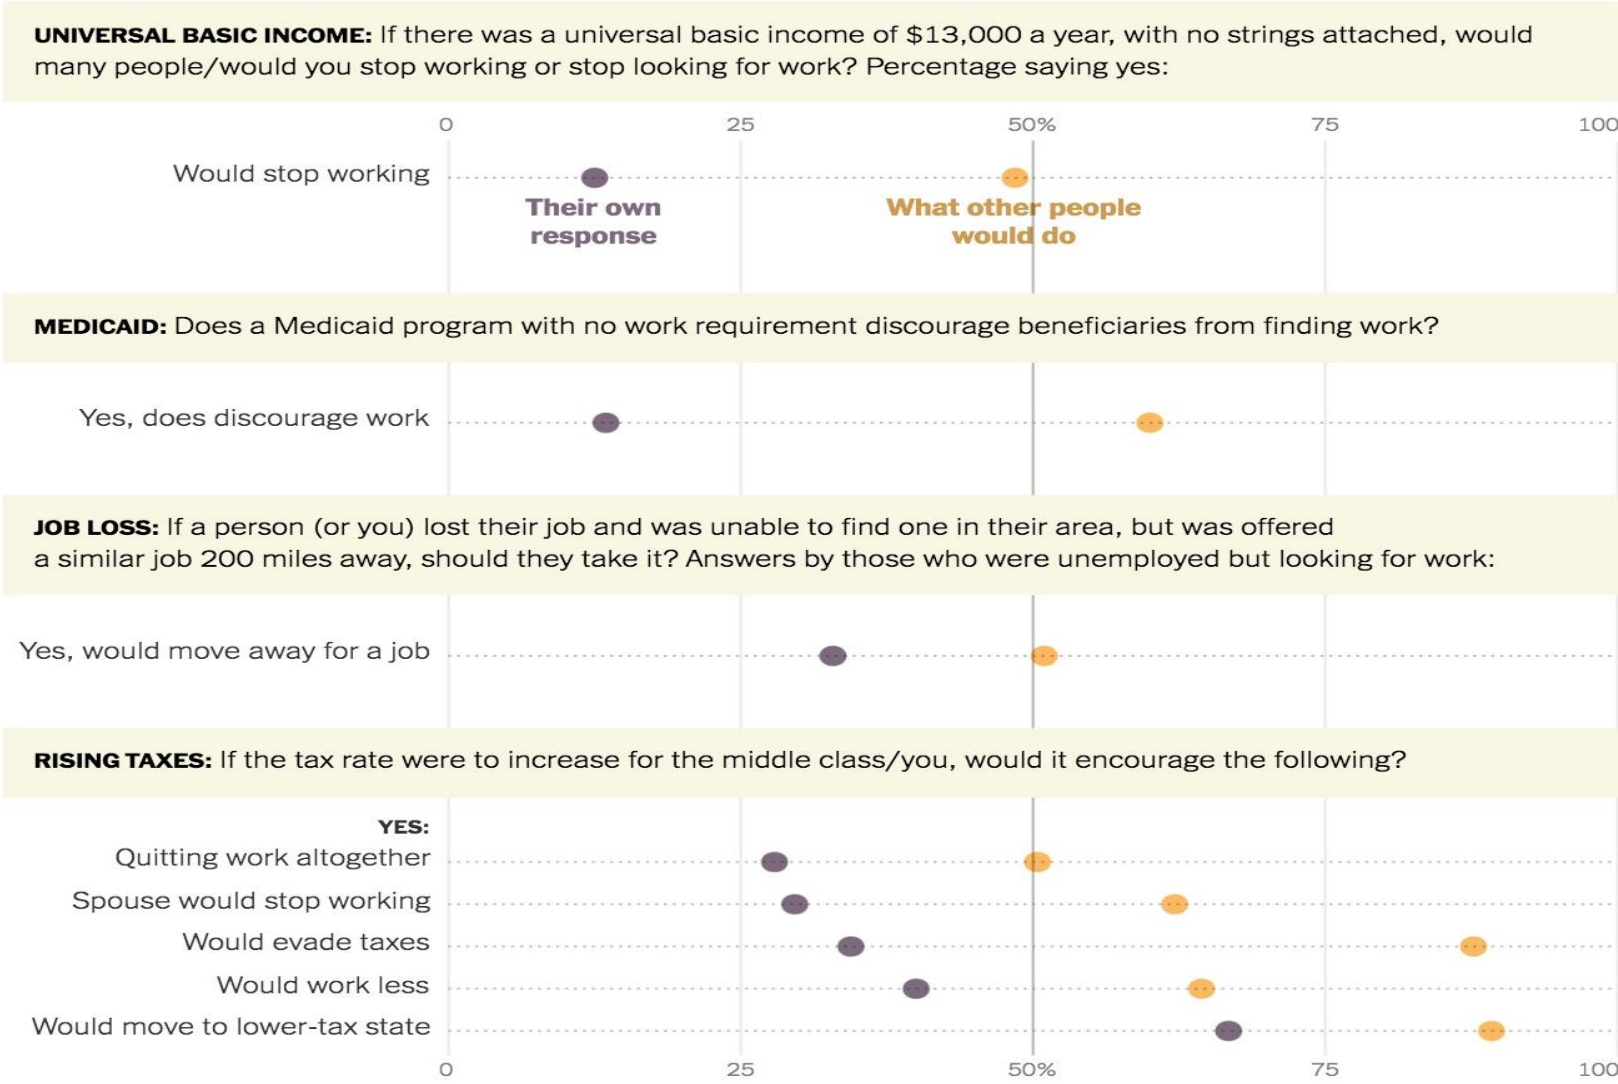 UNIVERSAL BASIC INCOME: If there was a universal basic income of $13,000 a year, with no strings attached, would
many people/would you stop working or stop looking for work? Percentage saying yes:
0 25 50% 75 100
Would stop working
Their own
response
What other people
would do
MEDICAID: Does a Medicaid program with no work requirement discourage beneficiaries from finding work?
Yes, does discourage work
JOB LOSS: If a person (or you) lost their job and was unable to find one in their area, but was offered
a similar job 200 miles away, should they take it? Answers by those who were unemployed but looking for work:
Yes, would move away for a job
RISING TAXES: If the tax rate were to increase for the middle class/you, would it encourage the following?
YES:
Quitting work altogether
Spouse would stop working
Would evade taxes
Would work less
Would move to lower-tax state
0 25 50% 75 100